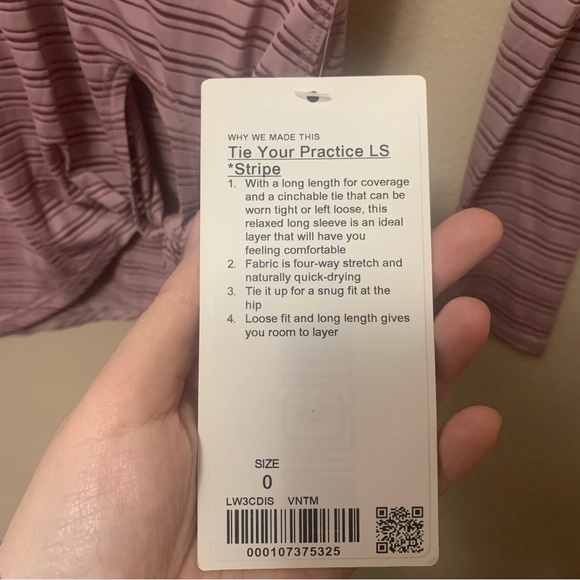 WHY WE MADE THIS
Tie Your Practice LS
*Stripe
1. With a long length for coverage
and a cinchable tie that can be
worn tight or left loose, this
relaxed long sleeve is an ideal
layer that will have you
feeling comfortable
2. Fabric is four-way stretch and
naturally quick-drying
3. Tie it up for a snug fit at the
hip
4. Loose fit and long length gives
you room to layer
SIZE
0
LW3CDIS VNTM
000107375325